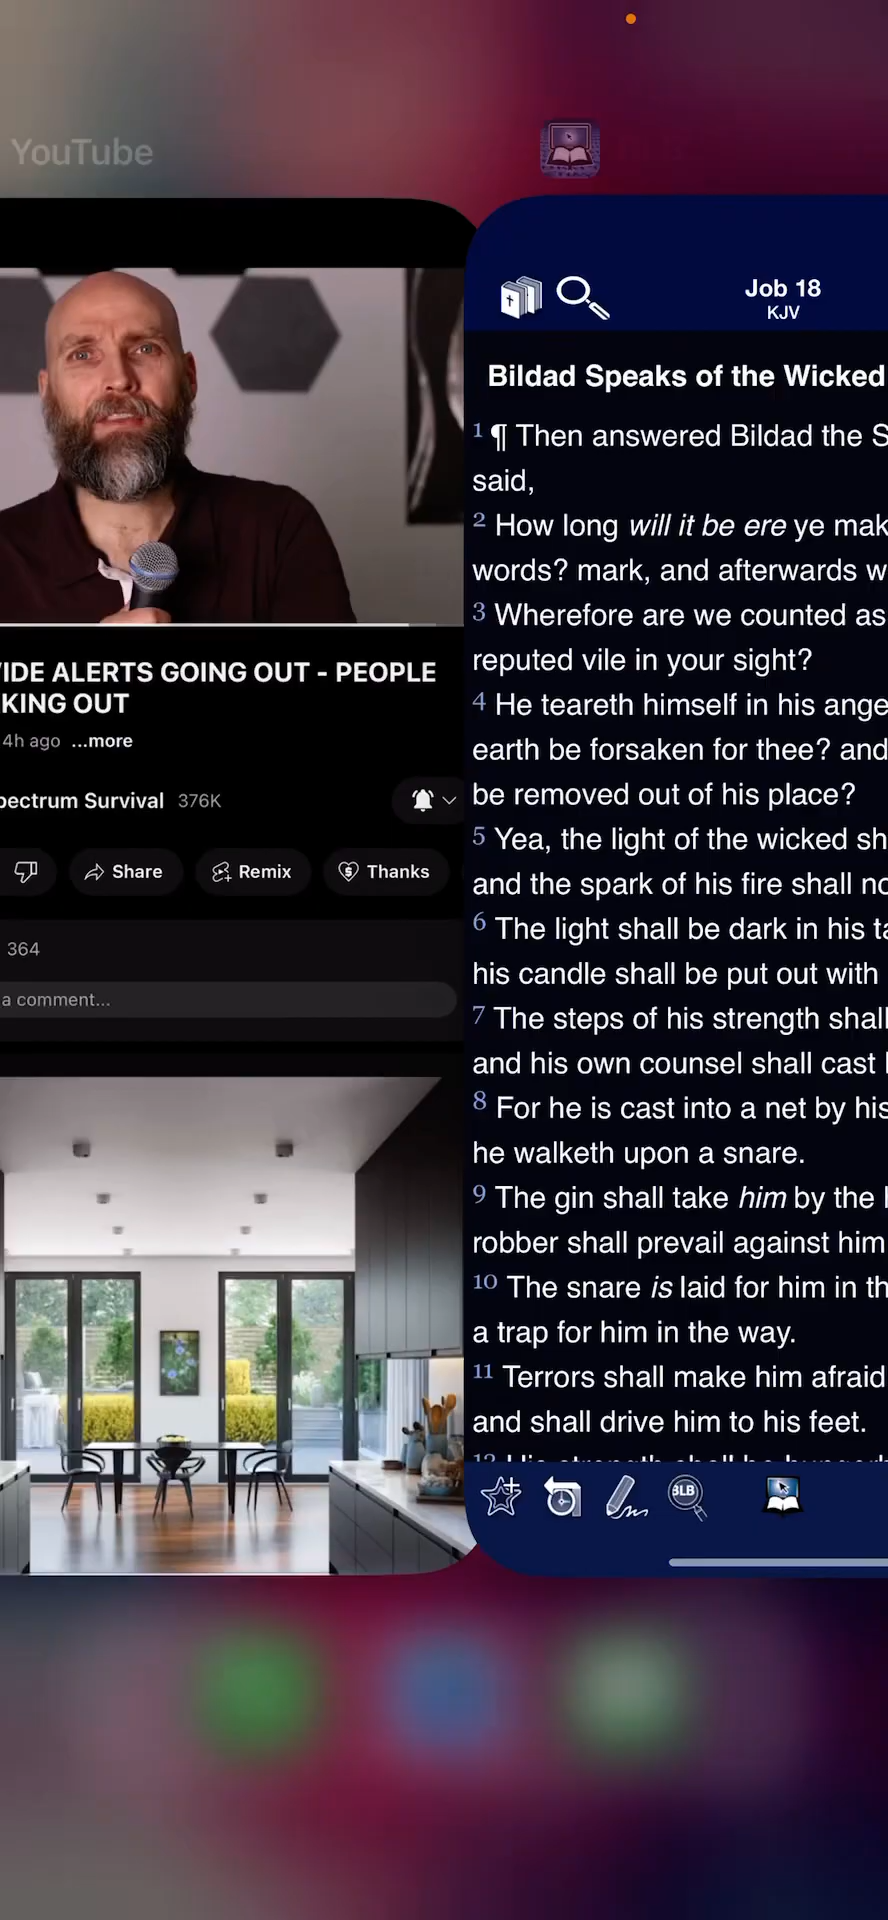 YouTube
IDE ALERTS GOING OUT - PEOPLE
KING OUT
4h ago ...more
pectrum Survival 376K
Share
Remix
Thanks
364
a comment...
Job 18
KJV
Bildad Speaks of the Wicked
1 ¶ Then answered Bildad the S
said,
2 How long will it be ere ye mak
words? mark, and afterwards w
3 Wherefore are we counted as
reputed vile in your sight?
4 He teareth himself in his ange
earth be forsaken for thee? and
be removed out of his place?
5 Yea, the light of the wicked sh
and the spark of his fire shall no
6 The light shall be dark in his ta
his candle shall be put out with
7 The steps of his strength shall
and his own counsel shall cast
8 For he is cast into a net by his
he walketh upon a snare.
9 The gin shall take him by the
robber shall prevail against him
10 The snare is laid for him in th
a trap for him in the way.
11 Terrors shall make him afraid
and shall drive him to his feet.
12 His strength shall be hungerb
BLB